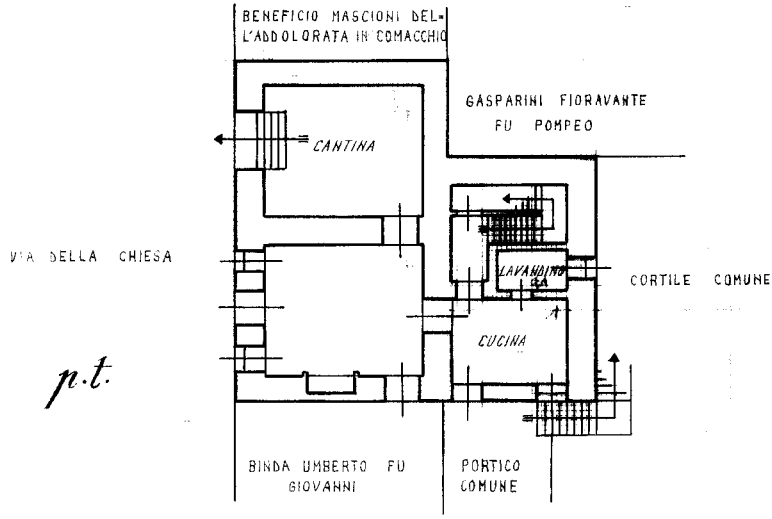 BENEFICIO MASCIONI DEL=
L'ADDOLORATA IN COMACCHIO
GASPARINI FIORAVANTE
FU POMPEO
CANTINA
VIA DELLA CHIESA
LAVANDINO
CORTILE COMUNE
CUCINA
p.t.
BINDA UMBERTO FU
GIOVANNI
PORTICO
COMUNE